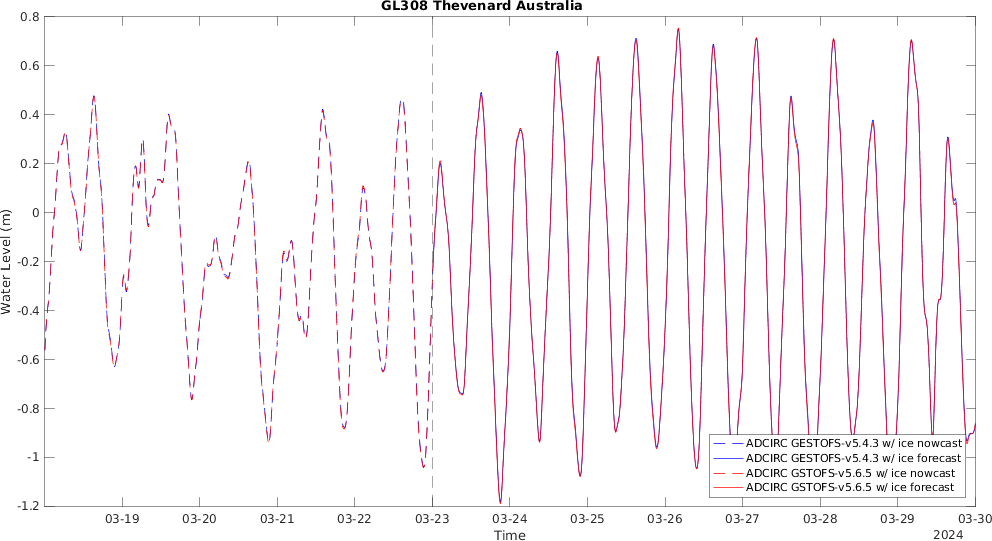 GL308 Thevenard Australia
0.8
0.6
0.4
0.2
0
-0.2
-0.4
-0.6
-0.8
-1
-1.2
Water Level (m)
ADCIRC GESTOFS-v5.4.3 w/ ice nowcast
ADCIRC GESTOFS-v5.4.3 w/ ice forecast
ADCIRC GSTOFS-v5.6.5 w/ ice nowcast
ADCIRC GSTOFS-v5.6.5 w/ ice forecast
03-19 03-20 03-21 03-22 03-23 03-24 03-25 03-26 03-27 03-28 03-29 03-30
Time
2024